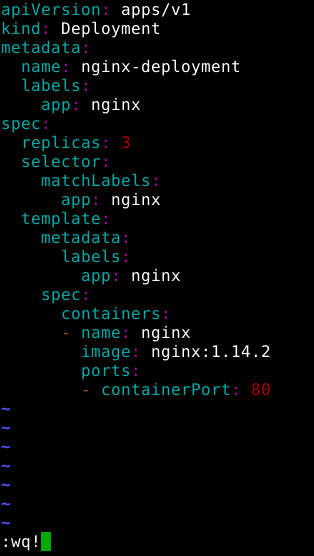 apiVersion: apps/v1
kind: Deployment
metadata:
  name: nginx-deployment
  labels:
    app: nginx
spec:
  replicas: 3
  selector:
    matchLabels:
      app: nginx
  template:
    metadata:
      labels:
        app: nginx
    spec:
      containers:
      - name: nginx
        image: nginx:1.14.2
        ports:
        - containerPort: 80
~
~
~
~
~
~
~
:wq!